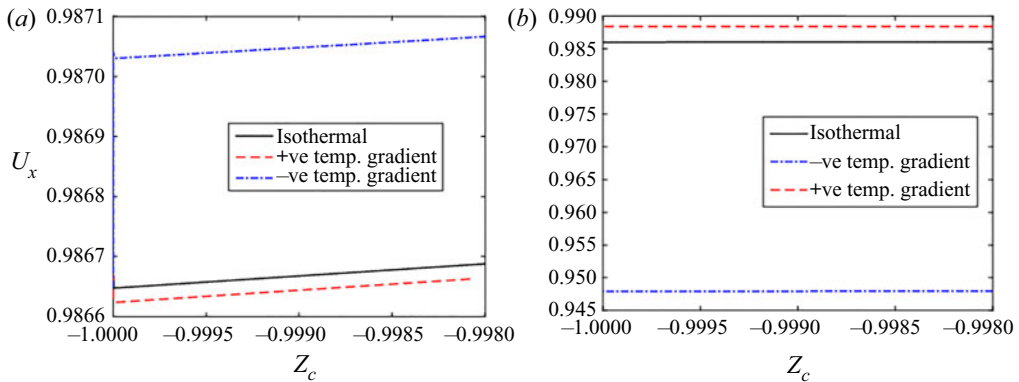 (a)
0.9871
0.9870
0.9869
0.9868
0.9867
0.9866
U_x
Isothermal
+ve temp. gradient
–ve temp. gradient
–1.0000 –0.9995 –0.9990 –0.9985 –0.9980
Z_c
(b)
0.990
0.985
0.980
0.975
0.970
0.965
0.960
0.955
0.950
0.945
Isothermal
–ve temp. gradient
+ve temp. gradient
–1.0000 –0.9995 –0.9990 –0.9985 –0.9980
Z_c